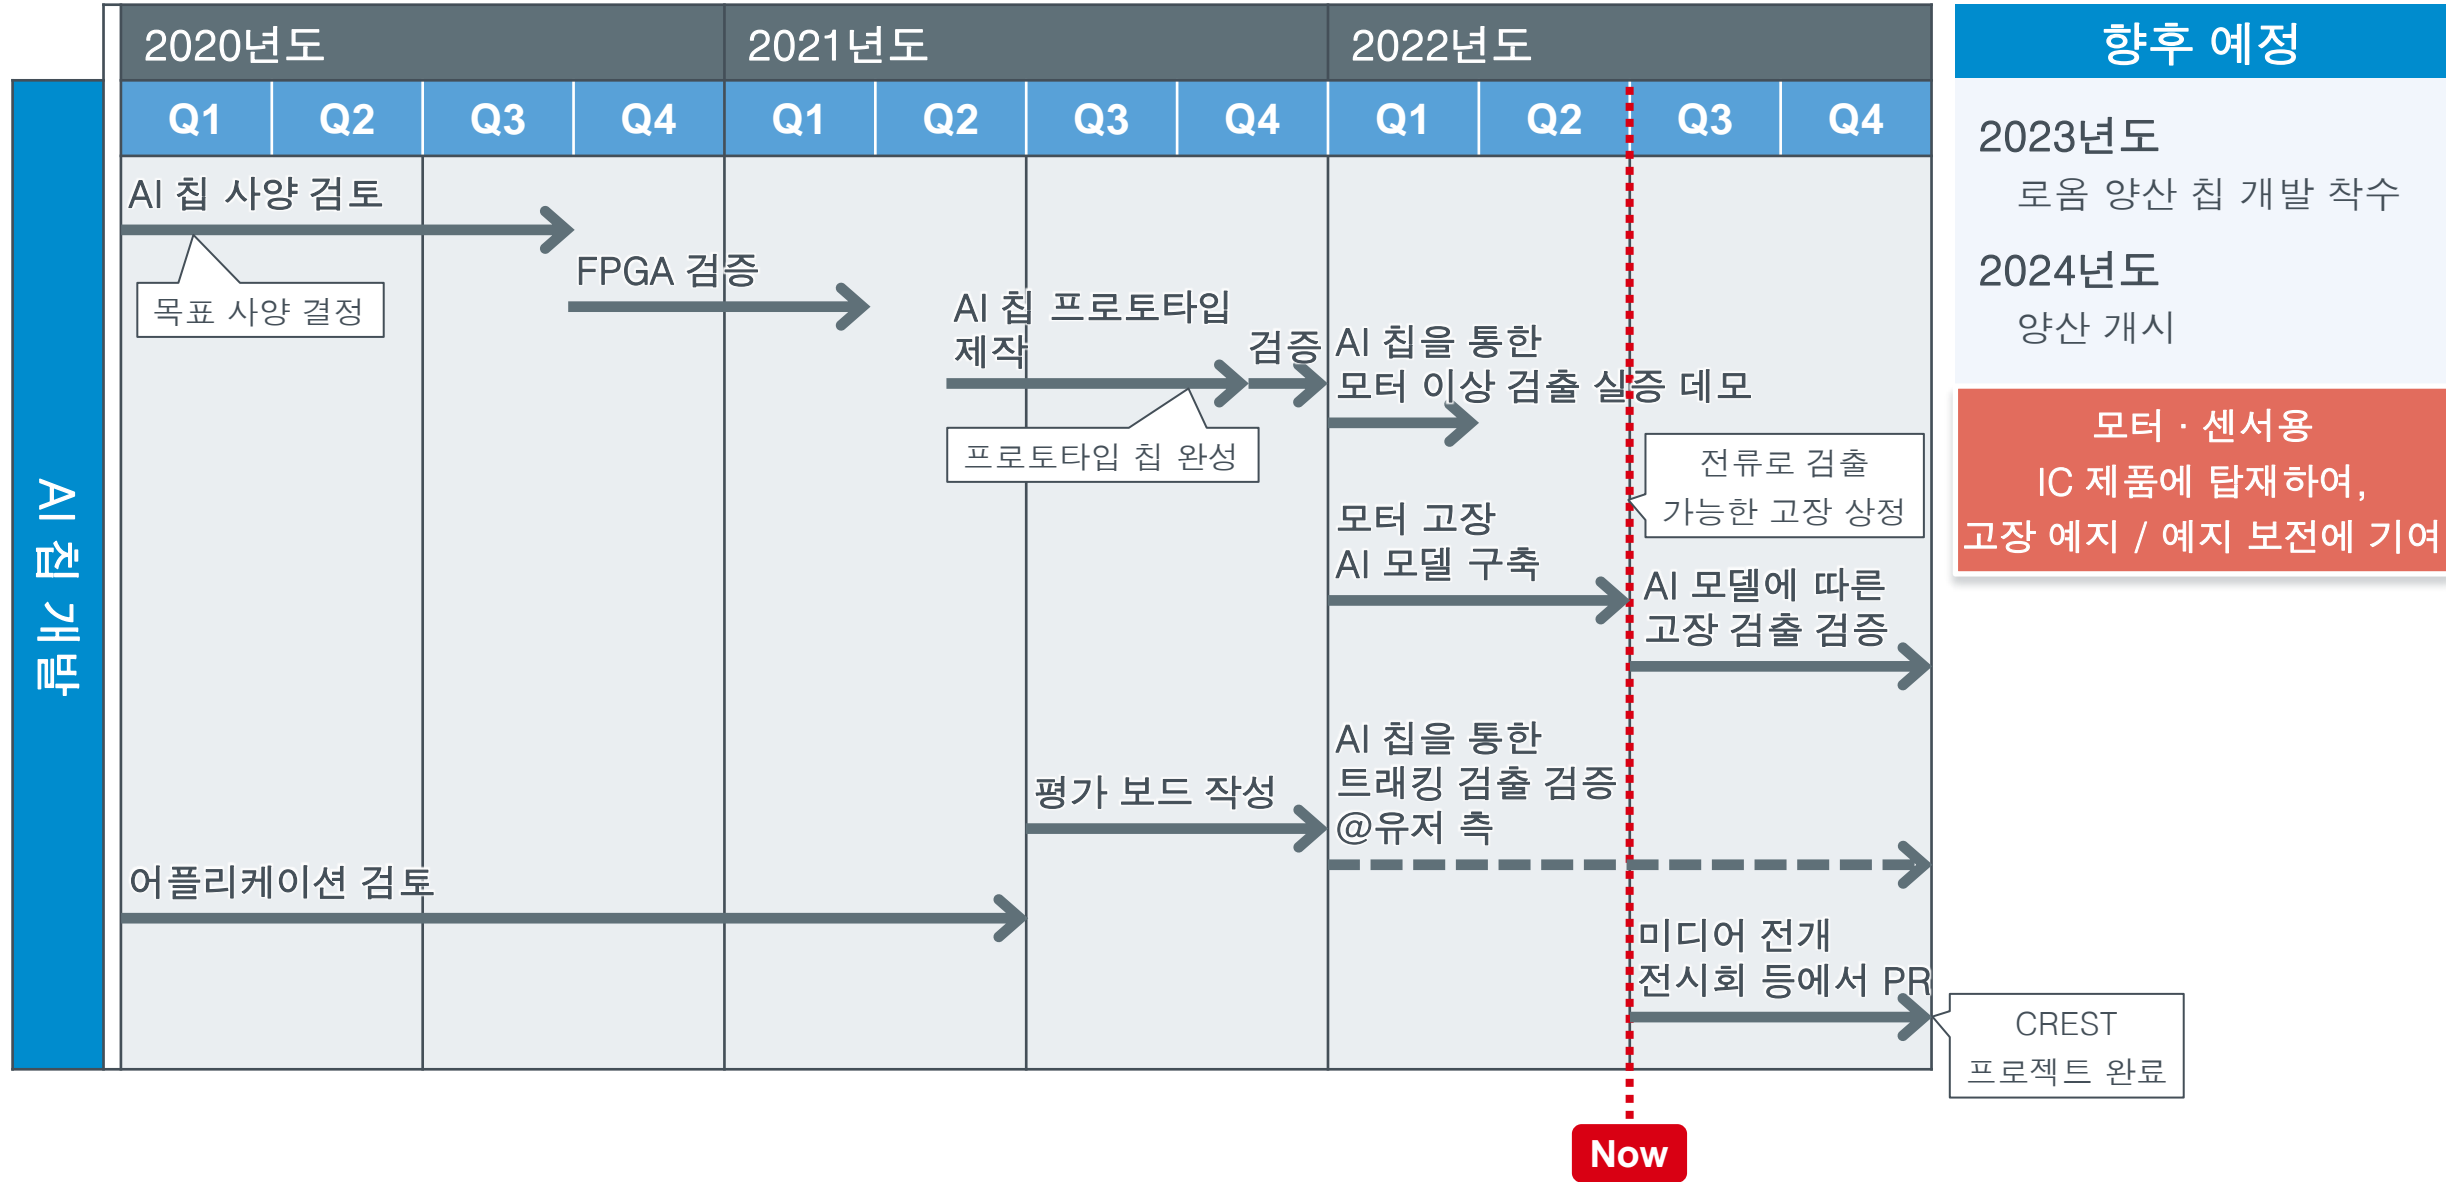 2020년도
2021년도
2022년도
Q1
Q2
Q3
Q4
Q1
Q2
Q3
Q4
Q1
Q2
Q3
Q4
AI 칩 개발
AI 칩 사양 검토
목표 사양 결정
FPGA 검증
AI 칩 프로토타입
제작
검증
프로토타입 칩 완성
AI 칩을 통한
모터 이상 검출 실증 데모
전류로 검출
가능한 고장 상정
모터 고장
AI 모델 구축
AI 모델에 따른
고장 검출 검증
AI 칩을 통한
트래킹 검출 검증
@유저 측
평가 보드 작성
어플리케이션 검토
미디어 전개
전시회 등에서 PR
CREST
프로젝트 완료
Now
향후 예정
2023년도
로옴 양산 칩 개발 착수
2024년도
양산 개시
모터 · 센서용
IC 제품에 탑재하여,
고장 예지 / 예지 보전에 기여